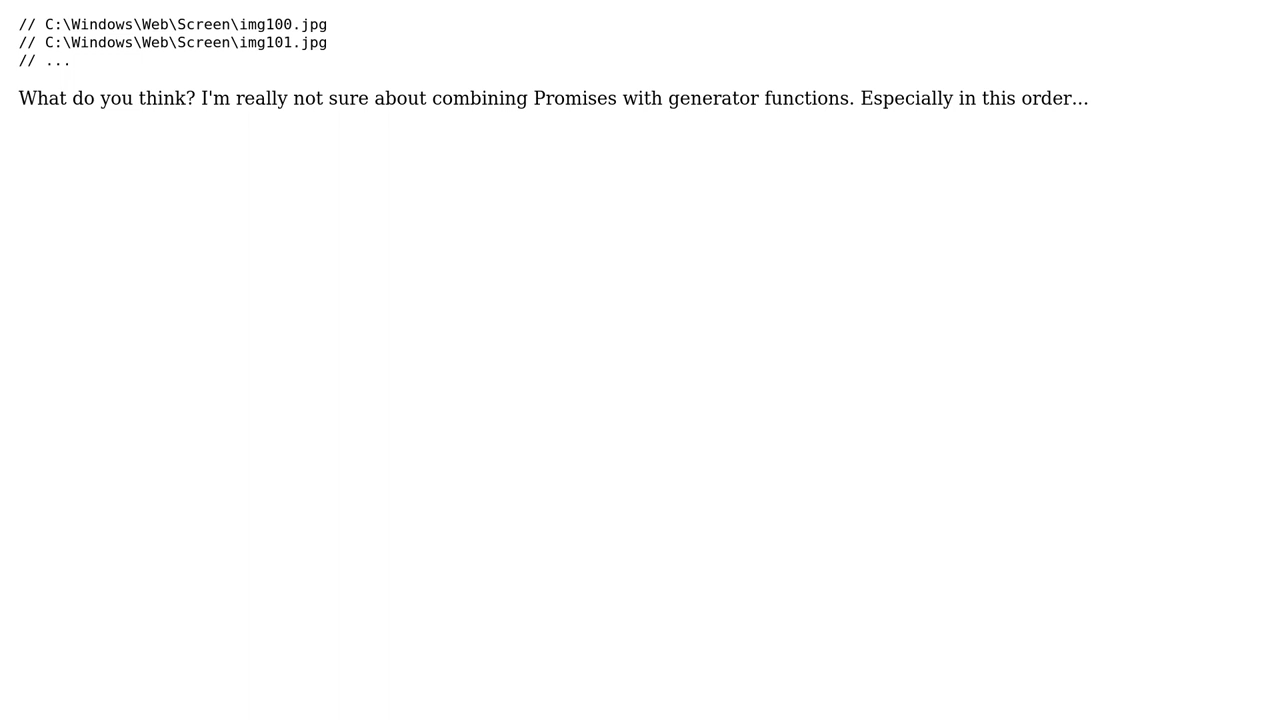 // C:\Windows\Web\Screen\img100.jpg
// C:\Windows\Web\Screen\img101.jpg
// ...
What do you think? I'm really not sure about combining Promises with generator functions. Especially in this order...